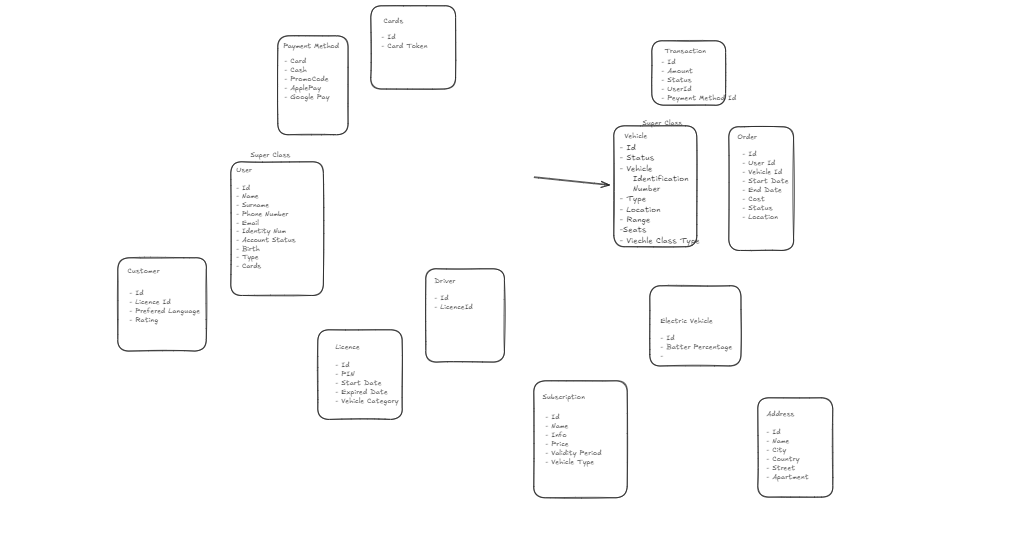 Cards
- Id
- Card Token
Payment Method
- Card
- Cash
- PromoCode
- ApplePay
- Google Pay
Transaction
- Id
- Amount
- Status
- UserId
- Peyment Method Id
Super Class
Vehicle
- Id
- Status
- Vehicle
Identification
Number
- Type
- Location
- Range
-Seats
- Viechle Class Type
Order
- Id
- User Id
- Vehicle Id
- Start Date
- End Date
- Cost
- Status
- Location
Super Class
User
- Id
- Name
- Surname
- Phone Number
- Email
- Identity Num
- Account Status
- Birth
- Type
- Cards
Customer
- Id
- Licence Id
- Prefered Language
- Rating
Driver
- Id
- LicenceId
Licence
- Id
- PIN
- Start Date
- Expired Date
- Vehicle Category
Electric Vehicle
- Id
- Batter Percentage
-
Subscription
- Id
- Name
- Info
- Price
- Validity Period
- Vehicle Type
Address
- Id
- Name
- City
- Country
- Street
- Apartment